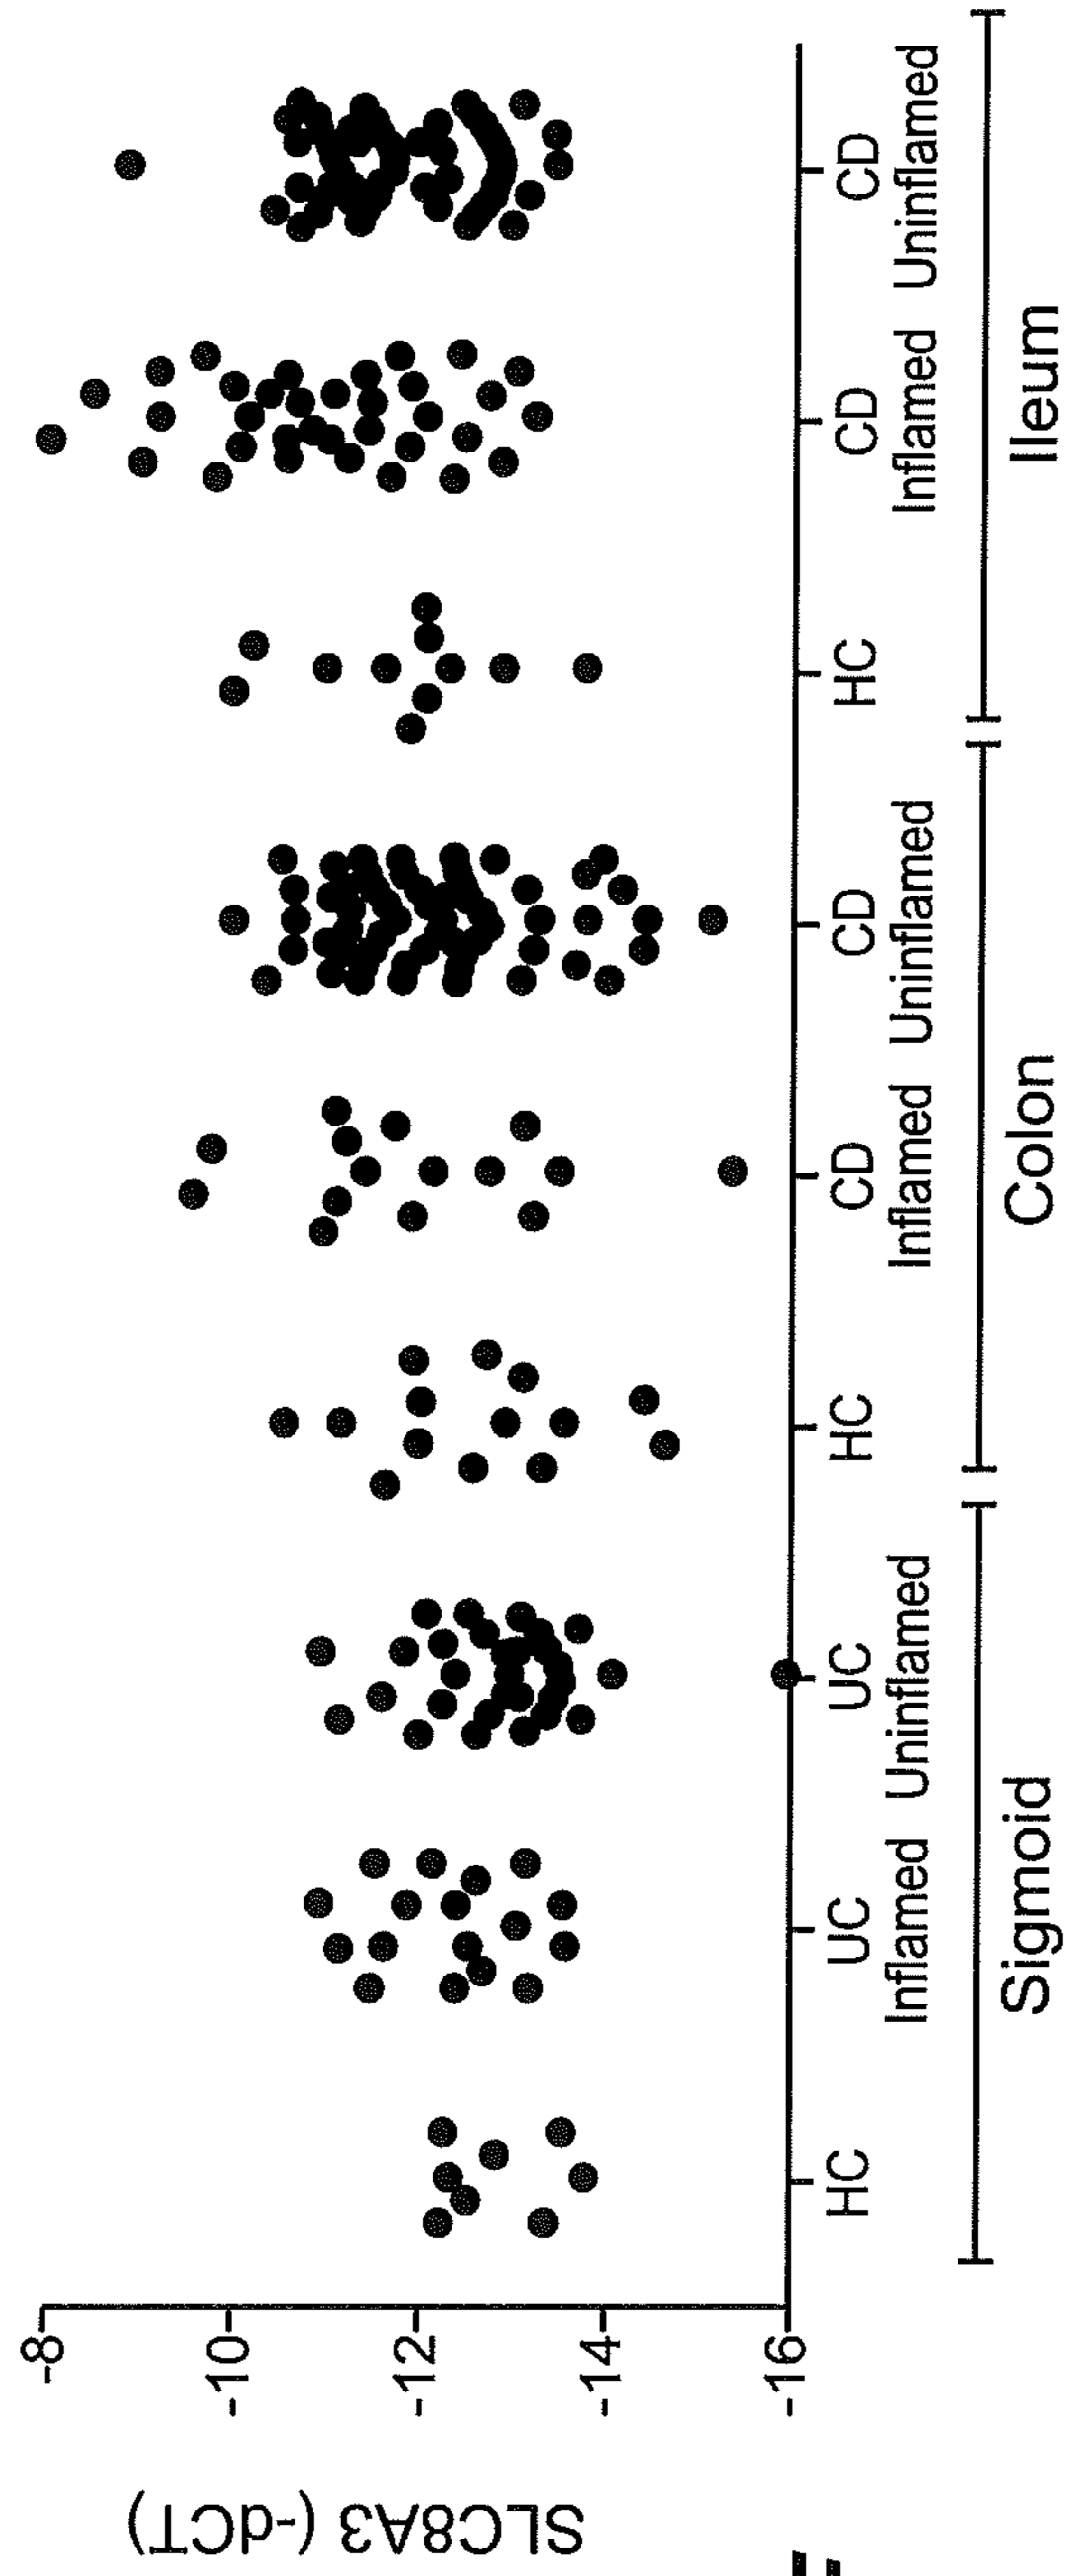 SLC8A3 (-dCT)
-8
-10
-12
-14
-16
HC UC UC HC CD CD HC CD CD
Inflamed Uninflamed Inflamed Uninflamed Inflamed Uninflamed
Sigmoid Colon Ileum